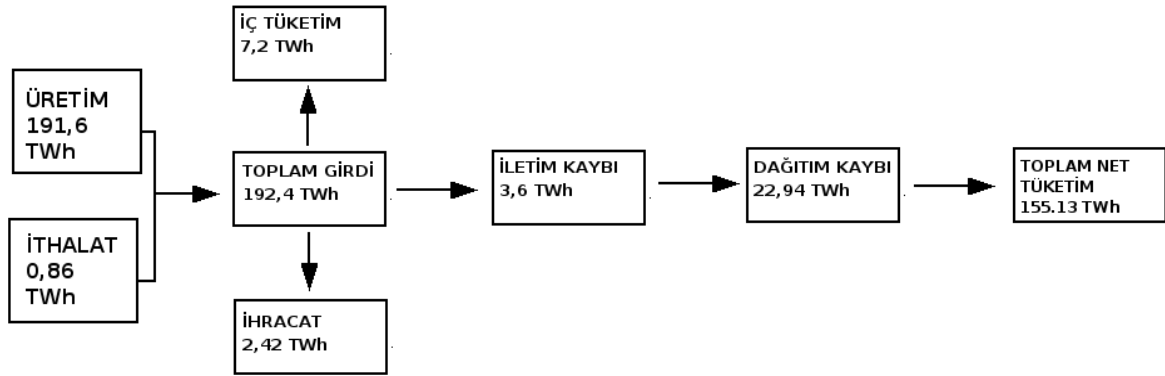 İÇ TÜKETİM
7,2 TWh
ÜRETİM
191,6
TWh
İTHALAT
0,86
TWh
TOPLAM GİRDİ
192,4 TWh
İHRACAT
2,42 TWh
İLETİM KAYBI
3,6 TWh
DAĞITIM KAYBI
22,94 TWh
TOPLAM NET
TÜKETİM
155.13 TWh